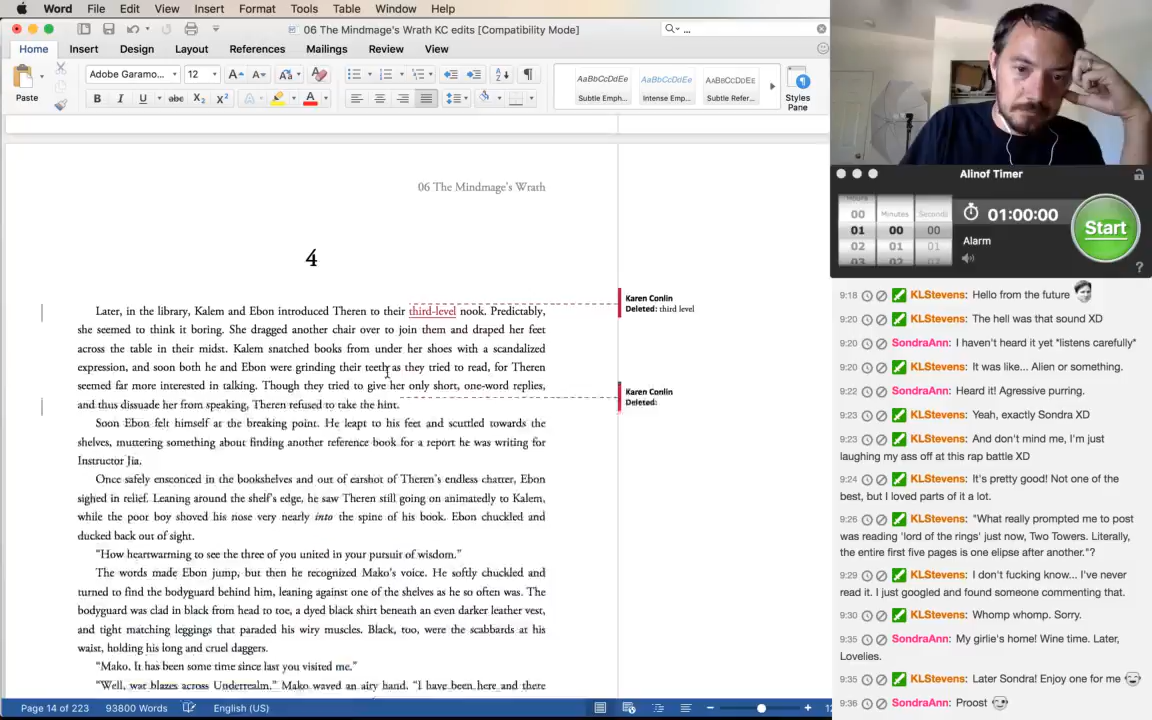 Word File Edit View Insert Format Tools Table Window Help
06 The Mindmage's Wrath KC edits [Compatibility Mode]
...
Home Insert Design Layout References Mailings Review View
Paste
Adobe Garamo... 12
B I U abc X₂ X²
AaBbCcDdEe AaBbCcDdEe AaBbCcDdEe
Subtle Emph... Intense Emp... Subtle Refer...
Styles Pane
06 The Mindmage's Wrath
4
Later, in the library, Kalem and Ebon introduced Theren to their third-level nook. Predictably,
she seemed to think it boring. She dragged another chair over to join them and draped her feet
across the table in their midst. Kalem snatched books from under her shoes with a scandalized
expression, and soon both he and Ebon were grinding their teeth as they tried to read, for Theren
seemed far more interested in talking. Though they tried to give her only short, one-word replies,
and thus dissuade her from speaking, Theren refused to take the hint.
Soon Ebon felt himself at the breaking point. He leapt to his feet and scuttled towards the
shelves, muttering something about finding another reference book for a report he was writing for
Instructor Jia.
Once safely ensconced in the bookshelves and out of earshot of Theren's endless chatter, Ebon
sighed in relief. Leaning around the shelf's edge, he saw Theren still going on animatedly to Kalem,
while the poor boy shoved his nose very nearly into the spine of his book. Ebon chuckled and
ducked back out of sight.
“How heartwarming to see the three of you united in your pursuit of wisdom.”
The words made Ebon jump, but then he recognized Mako's voice. He softly chuckled and
turned to find the bodyguard behind him, leaning against one of the shelves as he so often was. The
bodyguard was clad in black from head to toe, a dyed black shirt beneath an even darker leather vest,
and tight matching leggings that paraded his wiry muscles. Black, too, were the scabbards at his
waist, holding his long and cruel daggers.
“Mako. It has been some time since last you visited me.”
“Well, war blazes across Underrealm.” Mako waved an airy hand. “I have been here and there
Karen Conlin
Deleted: third level
Karen Conlin
Deleted:
Page 14 of 223 93800 Words English (US)
Alinof Timer
Hours Minutes Seconds
00
01 00 00
02 01 01
03 02 02
01:00:00
Alarm
Start
?
9:18 KLStevens: Hello from the future
9:20 KLStevens: The hell was that sound XD
9:20 SondraAnn: I haven't heard it yet *listens carefully*
9:20 KLStevens: It was like... Alien or something.
9:22 SondraAnn: Heard it! Agressive purring.
9:23 KLStevens: Yeah, exactly Sondra XD
9:23 KLStevens: And don't mind me, I'm just
laughing my ass off at this rap battle XD
9:24 KLStevens: It's pretty good! Not one of the
best, but I loved parts of it a lot.
9:26 KLStevens: "What really prompted me to post
was reading 'lord of the rings' just now, Two Towers. Literally,
the entire first five pages is one elipse after another."?
9:29 KLStevens: I don't fucking know... I've never
read it. I just googled and found someone commenting that.
9:30 KLStevens: Whomp whomp. Sorry.
9:35 SondraAnn: My girlie's home! Wine time. Later,
Lovelies.
9:35 KLStevens: Later Sondra! Enjoy one for me
9:36 SondraAnn: Proost